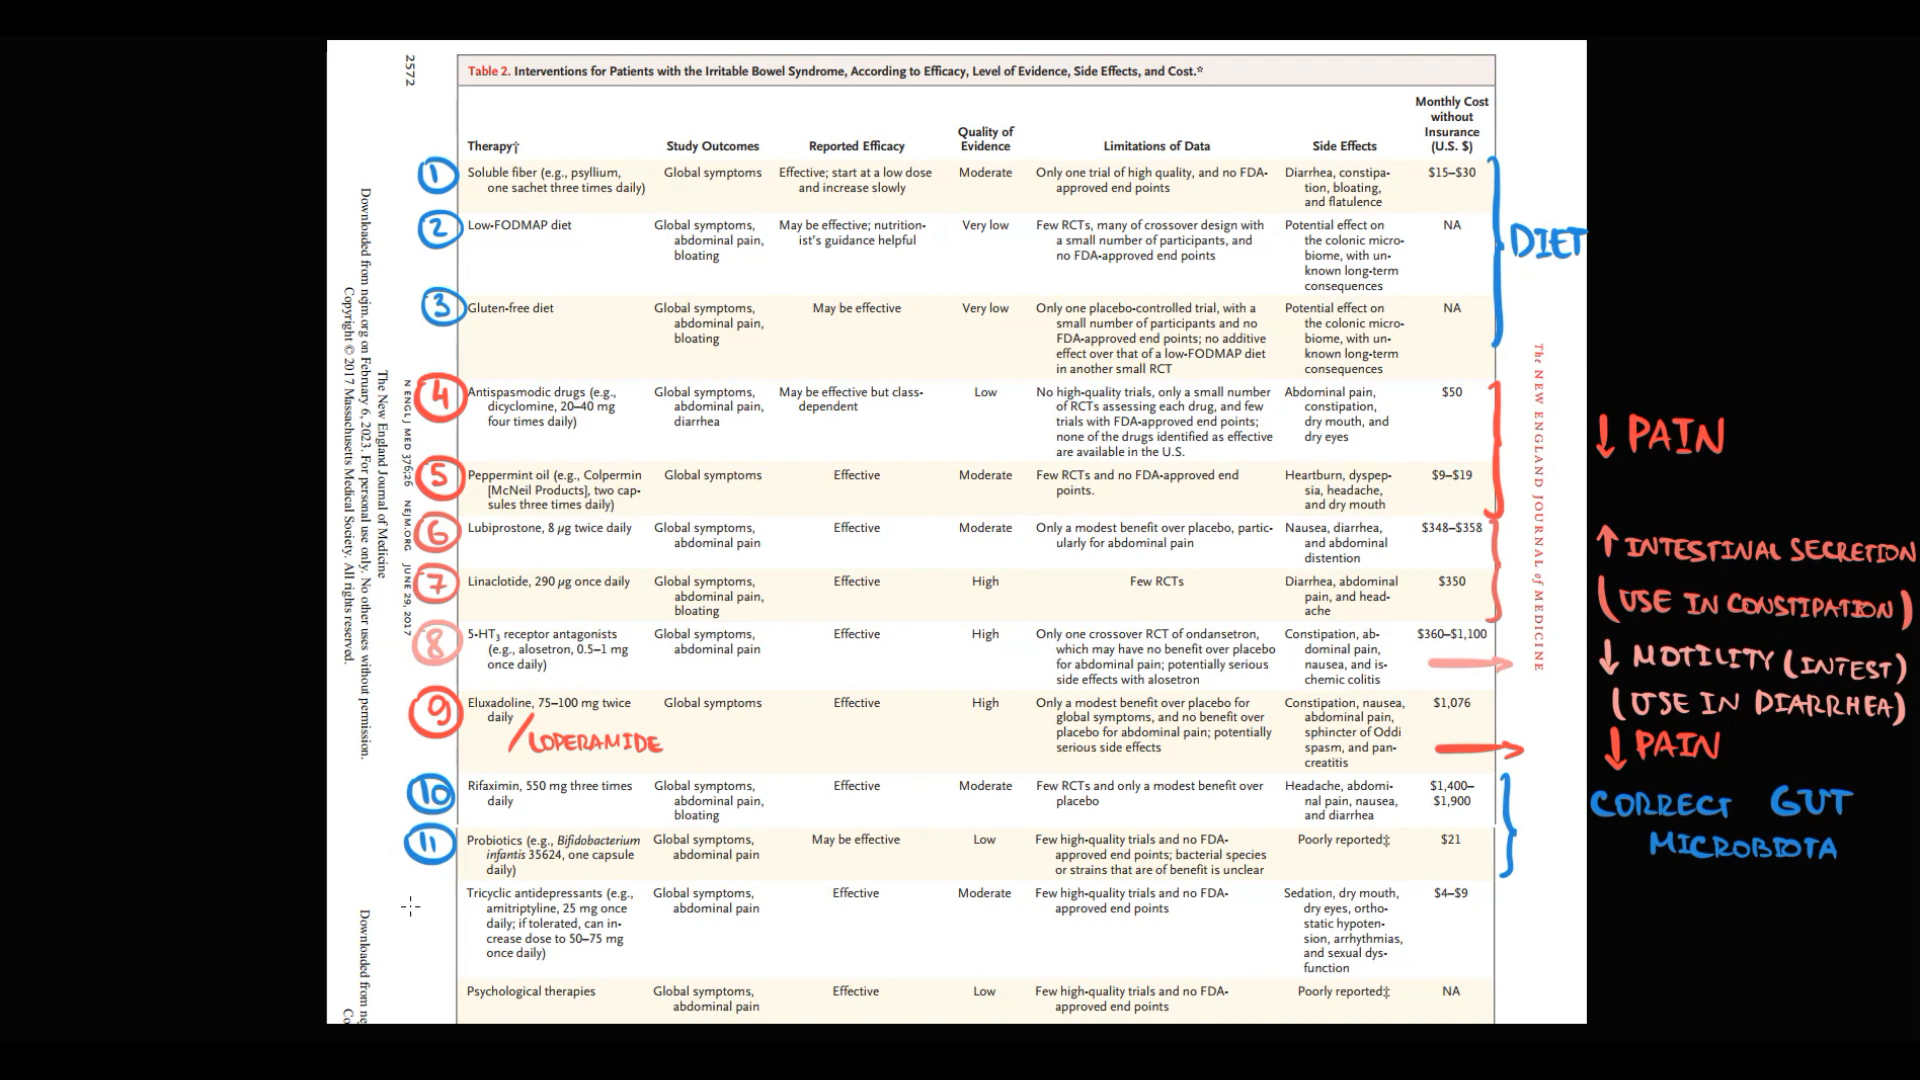 2572
Downloaded from nejm.org on February 6, 2023. For personal use only. No other uses without permission.
Copyright © 2017 Massachusetts Medical Society. All rights reserved.
The New England Journal of Medicine
N ENGL J MED 376;26 NEJM.ORG JUNE 29, 2017
Downloaded from ne
Co
Table 2. Interventions for Patients with the Irritable Bowel Syndrome, According to Efficacy, Level of Evidence, Side Effects, and Cost.*
Therapy†
Study Outcomes
Reported Efficacy
Quality of
Evidence
Limitations of Data
Side Effects
Monthly Cost
without
Insurance
(U.S. $)
1
Soluble fiber (e.g., psyllium,
one sachet three times daily)
Global symptoms
Effective; start at a low dose
and increase slowly
Moderate
Only one trial of high quality, and no FDA-
approved end points
Diarrhea, constipa-
tion, bloating,
and flatulence
$15–$30
2
Low-FODMAP diet
Global symptoms,
abdominal pain,
bloating
May be effective; nutrition-
ist's guidance helpful
Very low
Few RCTs, many of crossover design with
a small number of participants, and
no FDA-approved end points
Potential effect on
the colonic micro-
biome, with un-
known long-term
consequences
NA
3
Gluten-free diet
Global symptoms,
abdominal pain,
bloating
May be effective
Very low
Only one placebo-controlled trial, with a
small number of participants and no
FDA-approved end points; no additive
effect over that of a low-FODMAP diet
in another small RCT
Potential effect on
the colonic micro-
biome, with un-
known long-term
consequences
NA
DIET
4
Antispasmodic drugs (e.g.,
dicyclomine, 20–40 mg
four times daily)
Global symptoms,
abdominal pain,
diarrhea
May be effective but class-
dependent
Low
No high-quality trials, only a small number
of RCTs assessing each drug, and few
trials with FDA-approved end points;
none of the drugs identified as effective
are available in the U.S.
Abdominal pain,
constipation,
dry mouth, and
dry eyes
$50
5
Peppermint oil (e.g., Colpermin
[McNeil Products], two cap-
sules three times daily)
Global symptoms
Effective
Moderate
Few RCTs and no FDA-approved end
points.
Heartburn, dyspep-
sia, headache,
and dry mouth
$9–$19
↓ PAIN
6
Lubiprostone, 8 μg twice daily
Global symptoms,
abdominal pain
Effective
Moderate
Only a modest benefit over placebo, partic-
ularly for abdominal pain
Nausea, diarrhea,
and abdominal
distention
$348–$358
7
Linaclotide, 290 μg once daily
Global symptoms,
abdominal pain,
bloating
Effective
High
Few RCTs
Diarrhea, abdominal
pain, and head-
ache
$350
↑ INTESTINAL SECRETION
(USE IN CONSTIPATION)
8
5-HT3 receptor antagonists
(e.g., alosetron, 0.5–1 mg
once daily)
Global symptoms,
abdominal pain
Effective
High
Only one crossover RCT of ondansetron,
which may have no benefit over placebo
for abdominal pain; potentially serious
side effects with alosetron
Constipation, ab-
dominal pain,
nausea, and is-
chemic colitis
$360–$1,100
↓ MOTILITY (INTEST)
(USE IN DIARRHEA)
9
Eluxadoline, 75–100 mg twice
daily
/LOPERAMIDE
Global symptoms
Effective
High
Only a modest benefit over placebo for
global symptoms, and no benefit over
placebo for abdominal pain; potentially
serious side effects
Constipation, nausea,
abdominal pain,
sphincter of Oddi
spasm, and pan-
creatitis
$1,076
↓ PAIN
10
Rifaximin, 550 mg three times
daily
Global symptoms,
abdominal pain,
bloating
Effective
Moderate
Few RCTs and only a modest benefit over
placebo
Headache, abdomi-
nal pain, nausea,
and diarrhea
$1,400–
$1,900
11
Probiotics (e.g., Bifidobacterium
infantis 35624, one capsule
daily)
Global symptoms,
abdominal pain
May be effective
Low
Few high-quality trials and no FDA-
approved end points; bacterial species
or strains that are of benefit is unclear
Poorly reported‡
$21
CORRECT GUT
MICROBIOTA
Tricyclic antidepressants (e.g.,
amitriptyline, 25 mg once
daily; if tolerated, can in-
crease dose to 50–75 mg
once daily)
Global symptoms,
abdominal pain
Effective
Moderate
Few high-quality trials and no FDA-
approved end points
Sedation, dry mouth,
dry eyes, ortho-
static hypoten-
sion, arrhythmias,
and sexual dys-
function
$4–$9
Psychological therapies
Global symptoms,
abdominal pain
Effective
Low
Few high-quality trials and no FDA-
approved end points
Poorly reported‡
NA
The NEW ENGLAND JOURNAL of MEDICINE